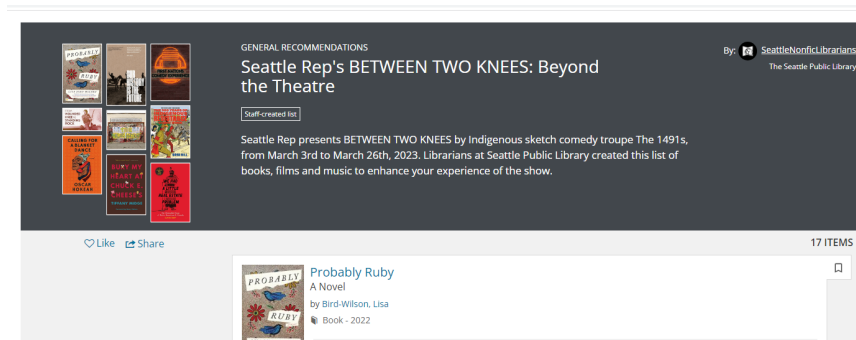 GENERAL RECOMMENDATIONS
Seattle Rep's BETWEEN TWO KNEES: Beyond
the Theatre
Staff-created list
Seattle Rep presents BETWEEN TWO KNEES by Indigenous sketch comedy troupe The 1491s,
from March 3rd to March 26th, 2023. Librarians at Seattle Public Library created this list of
books, films and music to enhance your experience of the show.
By: SeattleNonficLibrarians
The Seattle Public Library
PROBABLY
RUBY
CALLING FOR
A BLANKET
DANCE
OSCAR
HOKEAH
BURY MY
HEART AT
CHUCK E.
CHEESE'S
Like Share
17 ITEMS
PROBABLY
RUBY
Probably Ruby
A Novel
by Bird-Wilson, Lisa
Book - 2022